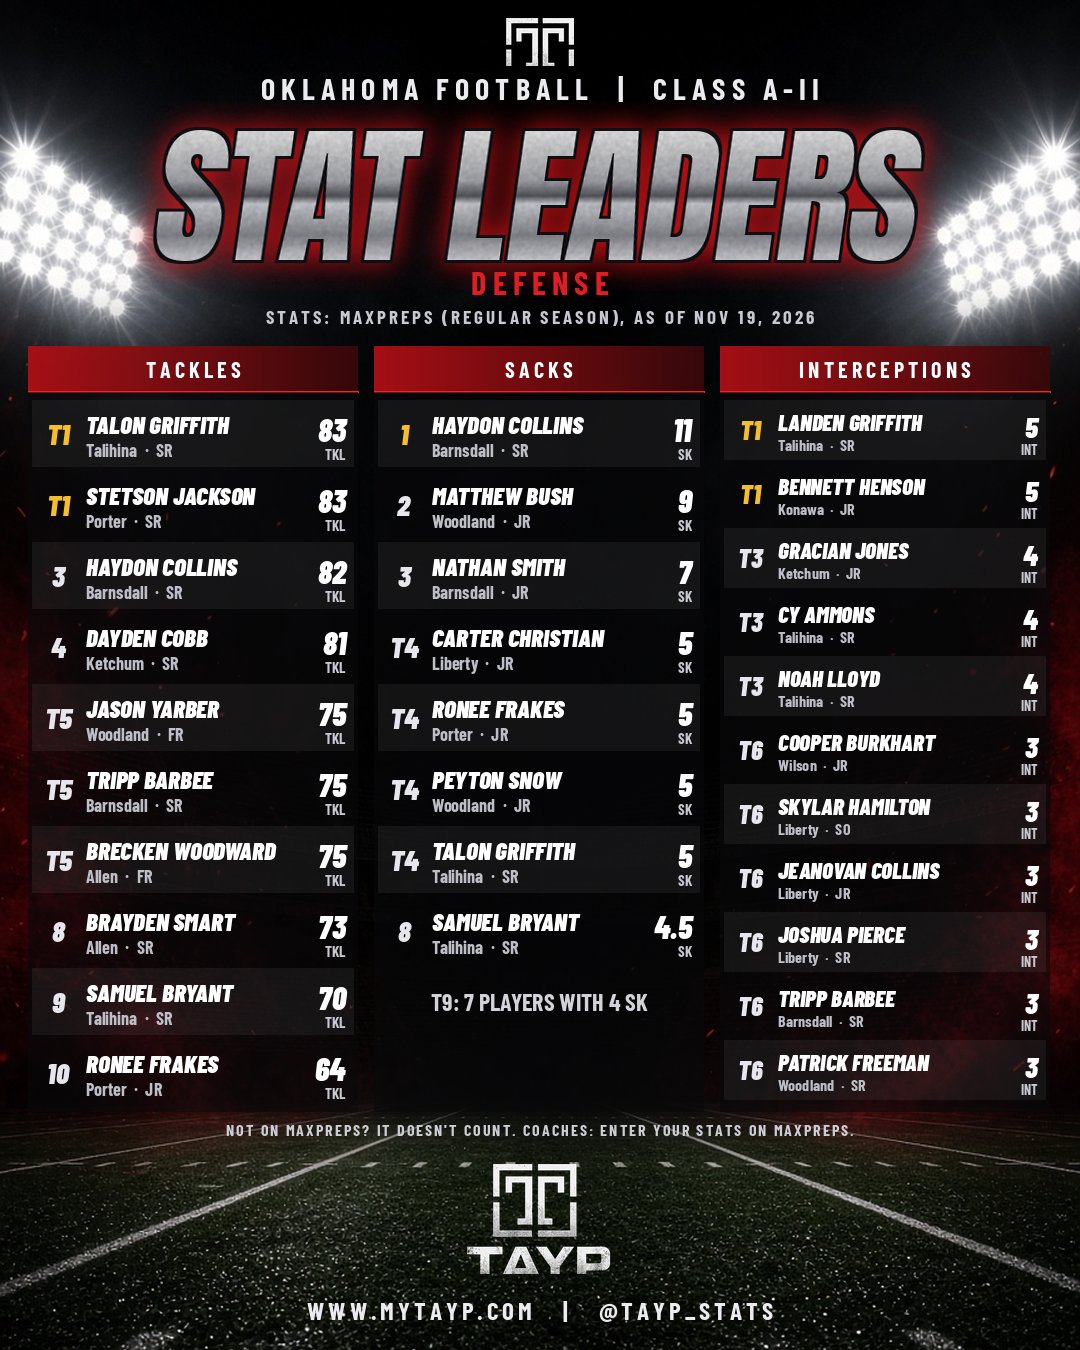 OKLAHOMA FOOTBALL | CLASS A-II
STAT LEADERS
DEFENSE
STATS: MAXPREPS (REGULAR SEASON), AS OF NOV 19, 2026
TACKLES
T1 TALON GRIFFITH 83
Talihina · SR TKL
T1 STETSON JACKSON 83
Porter · SR TKL
3 HAYDON COLLINS 82
Barnsdall · SR TKL
4 DAYDEN COBB 81
Ketchum · SR TKL
T5 JASON YARBER 75
Woodland · FR TKL
T5 TRIPP BARBEE 75
Barnsdall · SR TKL
T5 BRECKEN WOODWARD 75
Allen · FR TKL
8 BRAYDEN SMART 73
Allen · SR TKL
9 SAMUEL BRYANT 70
Talihina · SR TKL
10 RONEE FRAKES 64
Porter · JR TKL
SACKS
1 HAYDON COLLINS 11
Barnsdall · SR SK
2 MATTHEW BUSH 9
Woodland · JR SK
3 NATHAN SMITH 7
Barnsdall · JR SK
T4 CARTER CHRISTIAN 5
Liberty · JR SK
T4 RONEE FRAKES 5
Porter · JR SK
T4 PEYTON SNOW 5
Woodland · JR SK
T4 TALON GRIFFITH 5
Talihina · SR SK
8 SAMUEL BRYANT 4.5
Talihina · SR SK
T9: 7 PLAYERS WITH 4 SK
INTERCEPTIONS
T1 LANDEN GRIFFITH 5
Talihina · SR INT
T1 BENNETT HENSON 5
Konawa · JR INT
T3 GRACIAN JONES 4
Ketchum · JR INT
T3 CY AMMONS 4
Talihina · SR INT
T3 NOAH LLOYD 4
Talihina · SR INT
T6 COOPER BURKHART 3
Wilson · JR INT
T6 SKYLAR HAMILTON 3
Liberty · SO INT
T6 JEANOVAN COLLINS 3
Liberty · JR INT
T6 JOSHUA PIERCE 3
Liberty · SR INT
T6 TRIPP BARBEE 3
Barnsdall · SR INT
T6 PATRICK FREEMAN 3
Woodland · SR INT
NOT ON MAXPREPS? IT DOESN'T COUNT. COACHES: ENTER YOUR STATS ON MAXPREPS.
TAYP
WWW.MYTAYP.COM | @TAYP_STATS